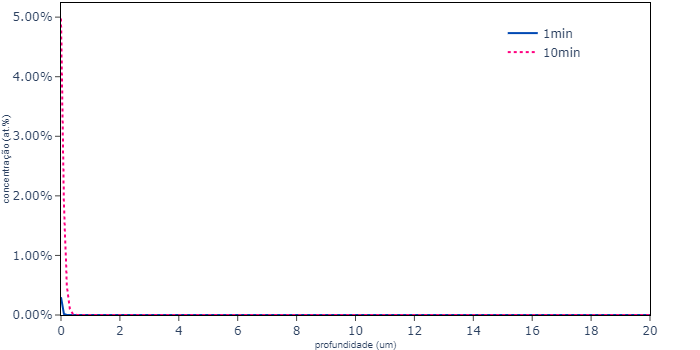 5.00%
4.00%
3.00%
2.00%
1.00%
0.00%
concentração (at.%)
0 2 4 6 8 10 12 14 16 18 20
profundidade (um)
1min
10min